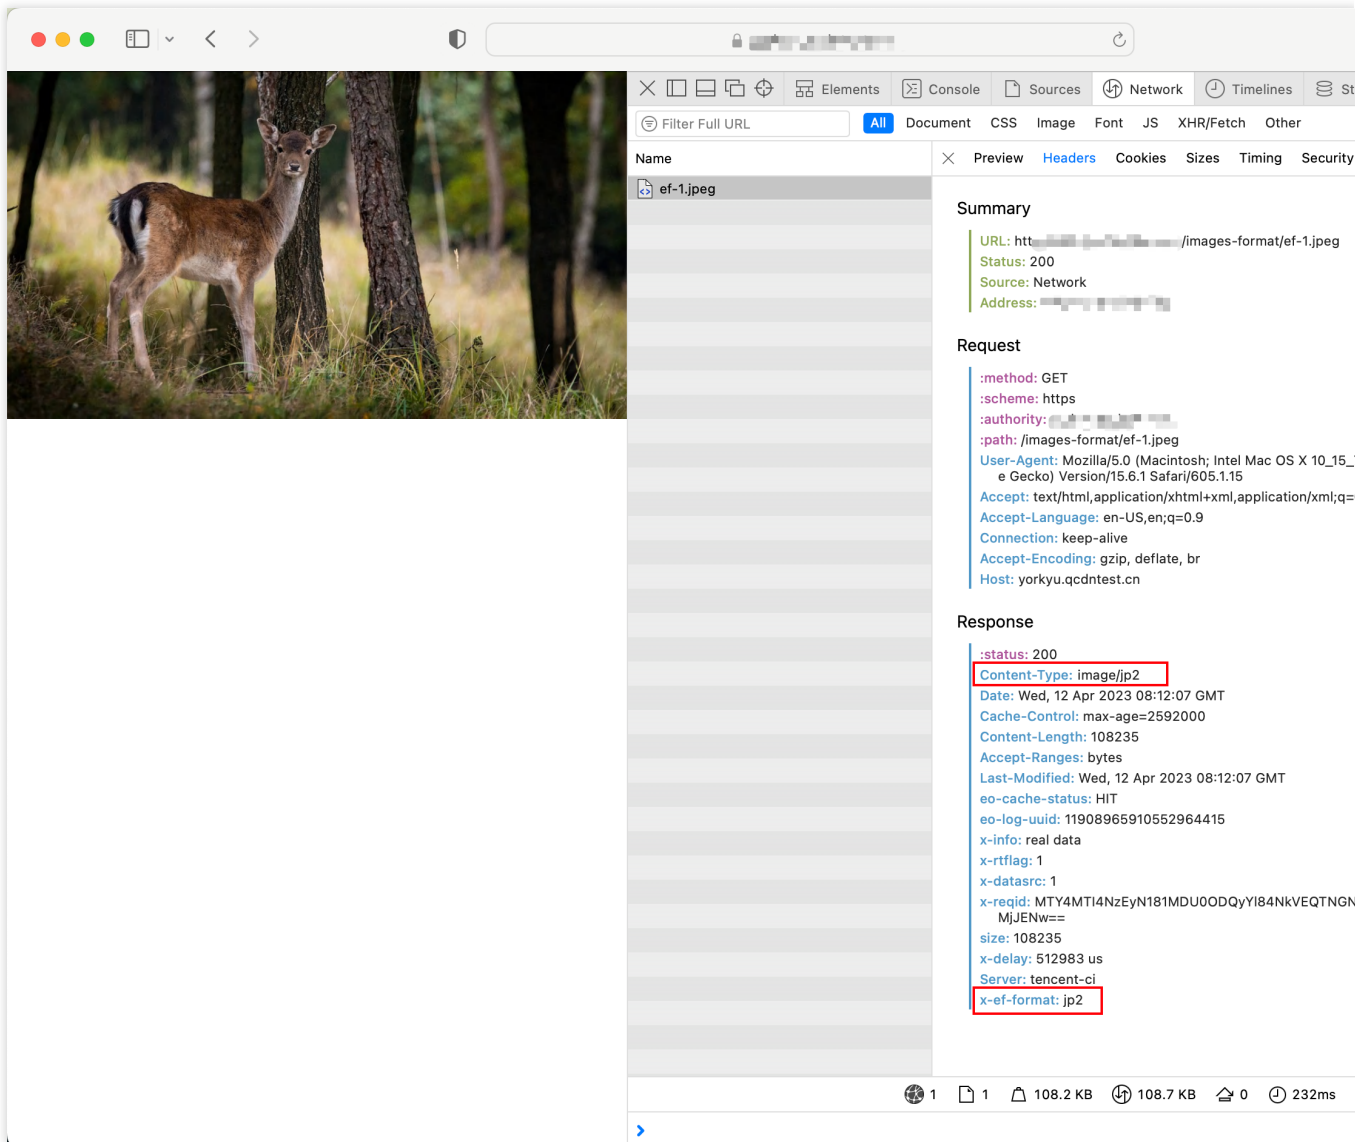 Elements
Console
Sources
Network
Timelines
St
Filter Full URL
All Document CSS Image Font JS XHR/Fetch Other
Name
Preview Headers Cookies Sizes Timing Security
ef-1.jpeg
Summary
URL: htt /images-format/ef-1.jpeg
Status: 200
Source: Network
Address:
Request
:method: GET
:scheme: https
:authority:
:path: /images-format/ef-1.jpeg
User-Agent: Mozilla/5.0 (Macintosh; Intel Mac OS X 10_15_
e Gecko) Version/15.6.1 Safari/605.1.15
Accept: text/html,application/xhtml+xml,application/xml;q=
Accept-Language: en-US,en;q=0.9
Connection: keep-alive
Accept-Encoding: gzip, deflate, br
Host: yorkyu.qcdntest.cn
Response
:status: 200
Content-Type: image/jp2
Date: Wed, 12 Apr 2023 08:12:07 GMT
Cache-Control: max-age=2592000
Content-Length: 108235
Accept-Ranges: bytes
Last-Modified: Wed, 12 Apr 2023 08:12:07 GMT
eo-cache-status: HIT
eo-log-uuid: 11908965910552964415
x-info: real data
x-rtflag: 1
x-datasrc: 1
x-reqid: MTY4MTI4NzEyN181MDU0ODQyYl84NkVEQTNGN
MjJENw==
size: 108235
x-delay: 512983 us
Server: tencent-ci
x-ef-format: jp2
1 1 108.2 KB 108.7 KB 0 232ms